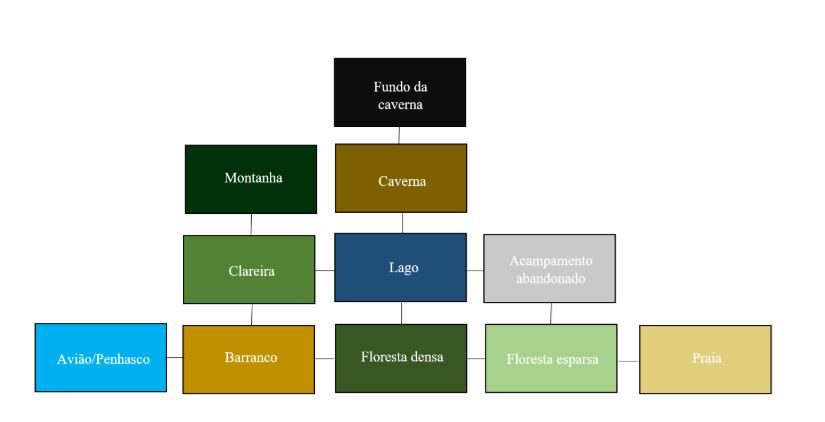 Fundo da
caverna
Montanha
Caverna
Clareira
Lago
Acampamento
abandonado
Avião/Penhasco
Barranco
Floresta densa
Floresta esparsa
Praia